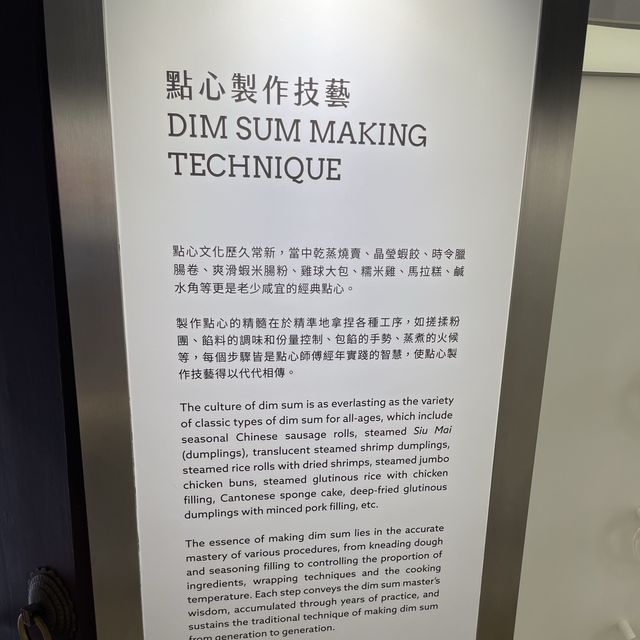 點心製作技藝
DIM SUM MAKING
TECHNIQUE
點心文化歷久常新，當中乾蒸燒賣、晶瑩蝦餃、時令臘
腸卷、爽滑蝦米腸粉、雞球大包、糯米雞、馬拉糕、鹹
水角等更是老少咸宜的經典點心。
製作點心的精髓在於精準地拿捏各種工序，如搓揉粉
團、餡料的調味和份量控制、包餡的手勢、蒸煮的火候
等，每個步驟皆是點心師傅經年實踐的智慧，使點心製
作技藝得以代代相傳。
The culture of dim sum is as everlasting as the variety
of classic types of dim sum for all-ages, which include
seasonal Chinese sausage rolls, steamed Siu Mai
(dumplings), translucent steamed shrimp dumplings,
steamed rice rolls with dried shrimps, steamed jumbo
chicken buns, steamed glutinous rice with chicken
filling, Cantonese sponge cake, deep-fried glutinous
dumplings with minced pork filling, etc.
The essence of making dim sum lies in the accurate
mastery of various procedures, from kneading dough
and seasoning filling to controlling the proportion of
ingredients, wrapping techniques and the cooking
temperature. Each step conveys the dim sum master's
wisdom, accumulated through years of practice, and
sustains the traditional technique of making dim sum
from generation to generation.